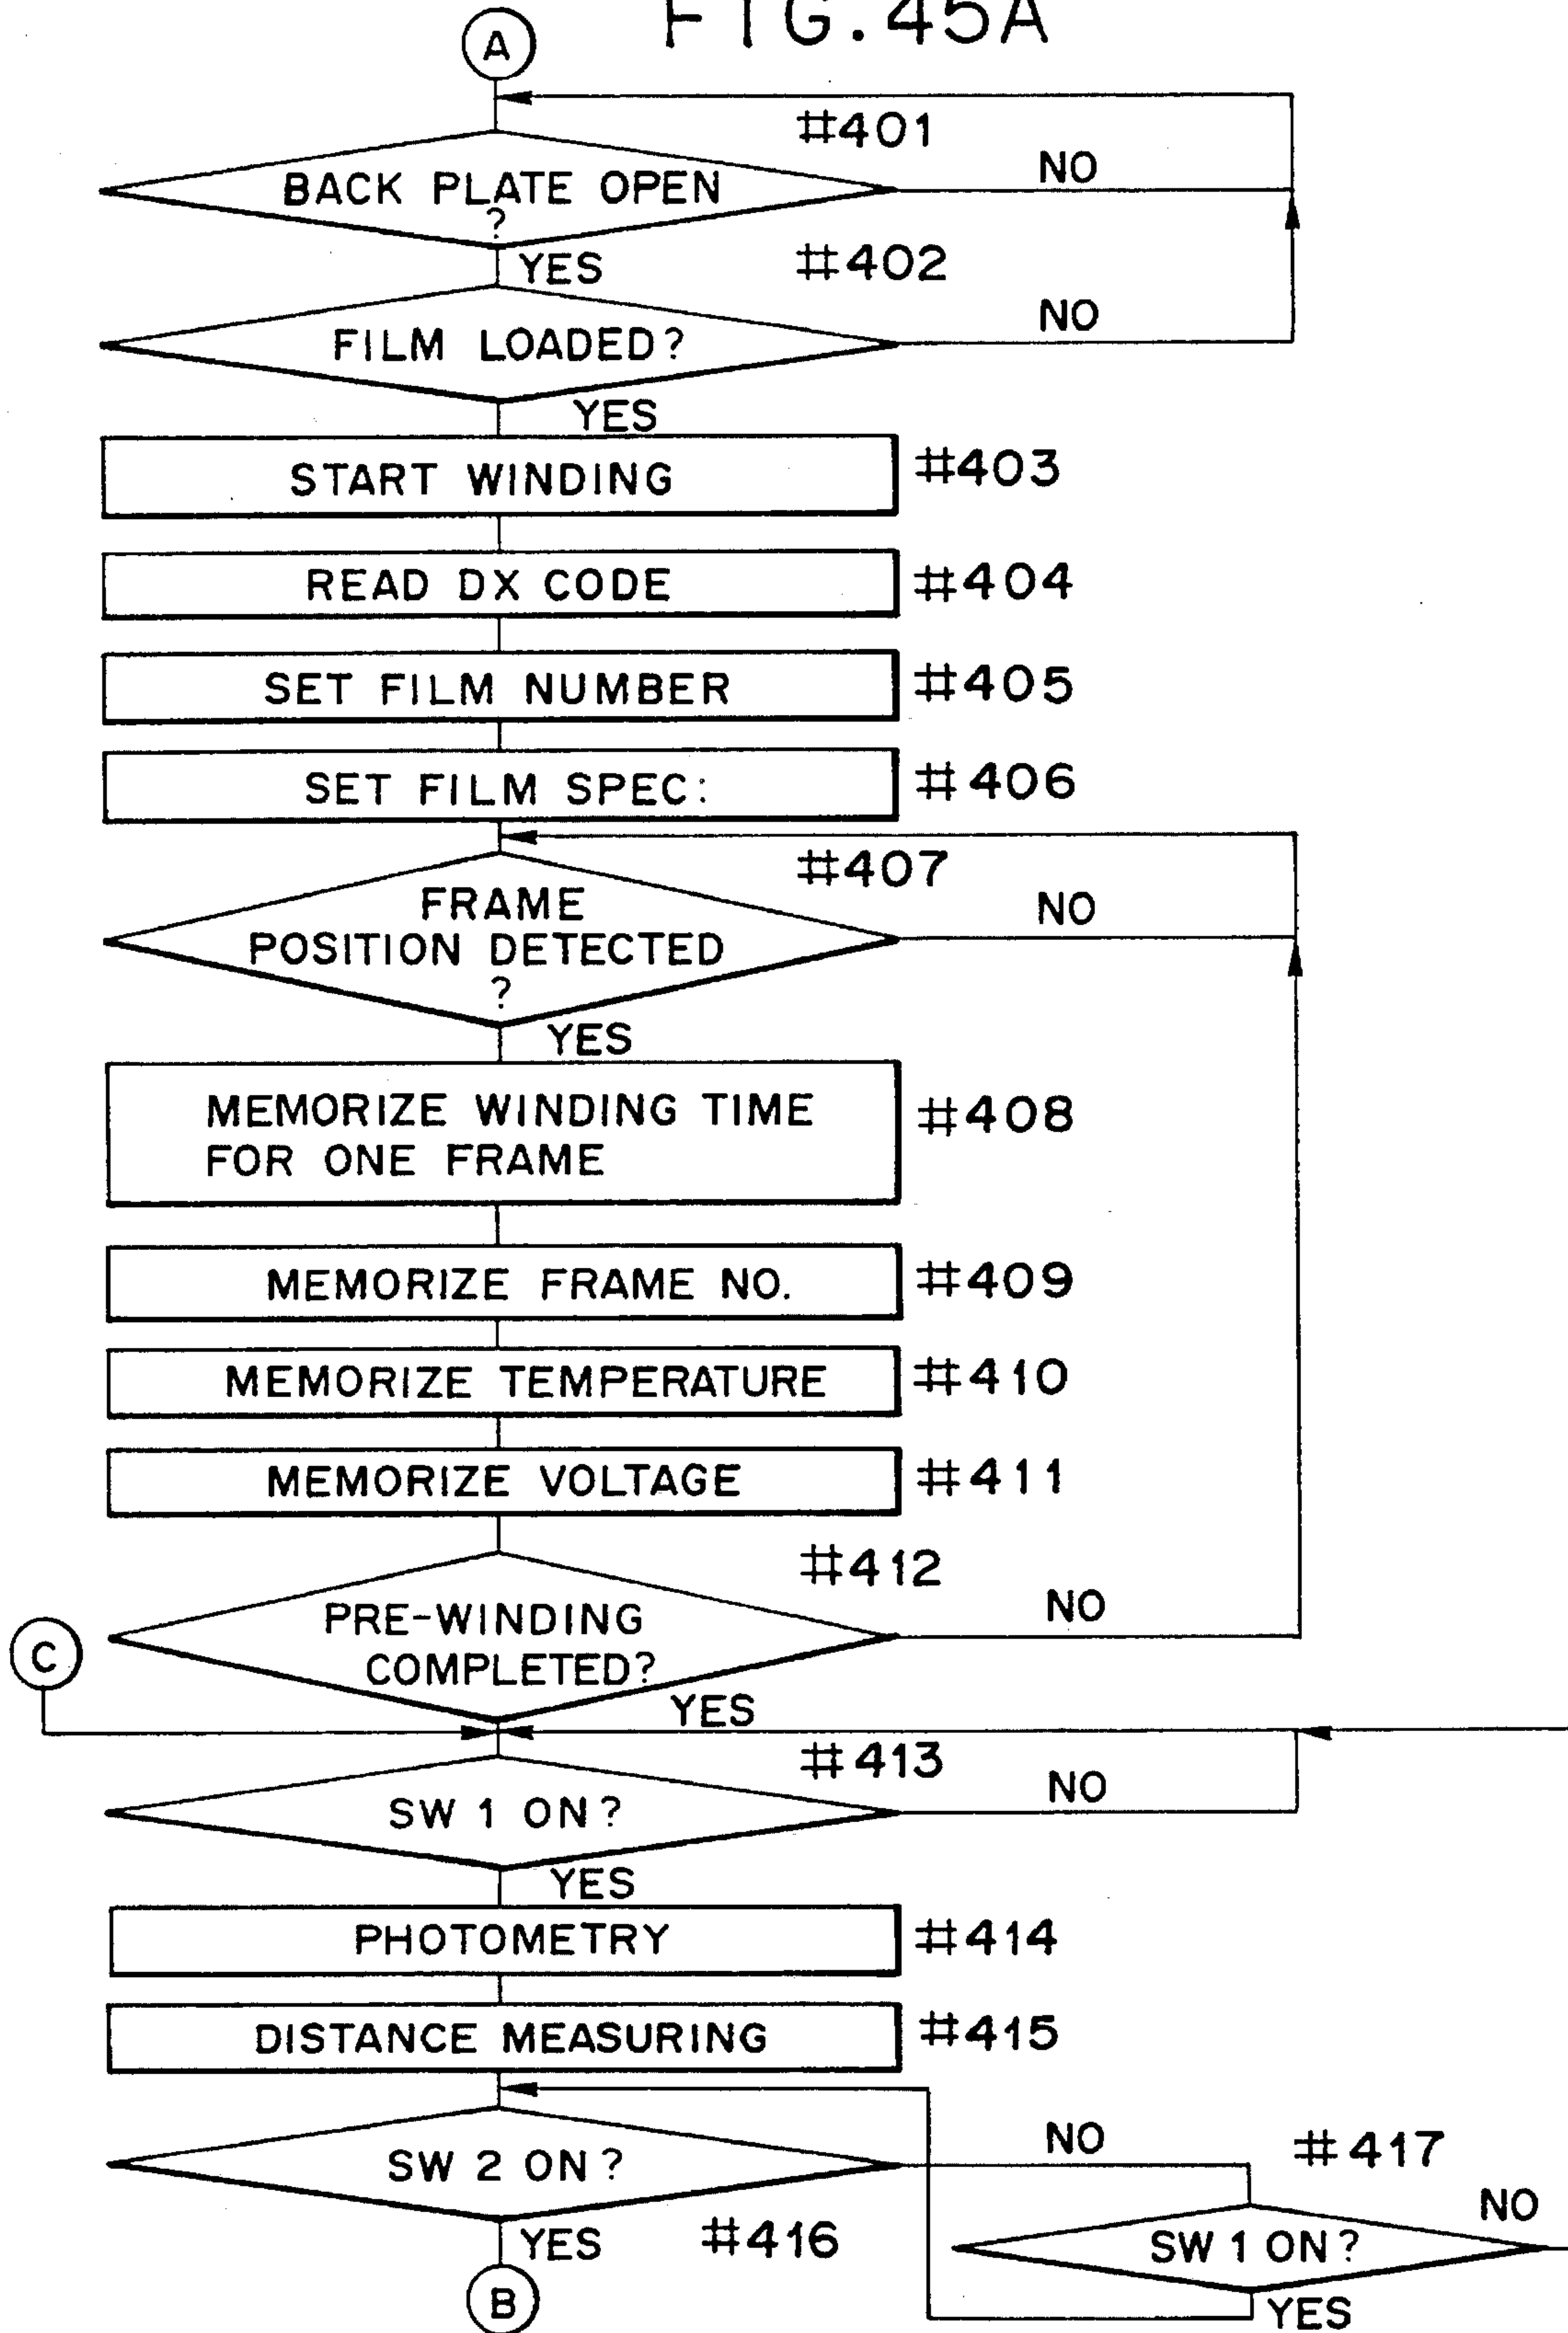 FIG. 45A
A
#401
BACK PLATE OPEN
?
NO
YES
#402
FILM LOADED?
NO
YES
START WINDING
#403
READ DX CODE
#404
SET FILM NUMBER
#405
SET FILM SPEC:
#406
#407
FRAME
POSITION DETECTED
?
NO
YES
MEMORIZE WINDING TIME
FOR ONE FRAME
#408
MEMORIZE FRAME NO.
#409
MEMORIZE TEMPERATURE
#410
MEMORIZE VOLTAGE
#411
#412
PRE-WINDING
COMPLETED?
NO
C
YES
#413
SW 1 ON?
NO
YES
PHOTOMETRY
#414
DISTANCE MEASURING
#415
SW 2 ON?
NO
#417
YES
#416
SW 1 ON?
NO
YES
B